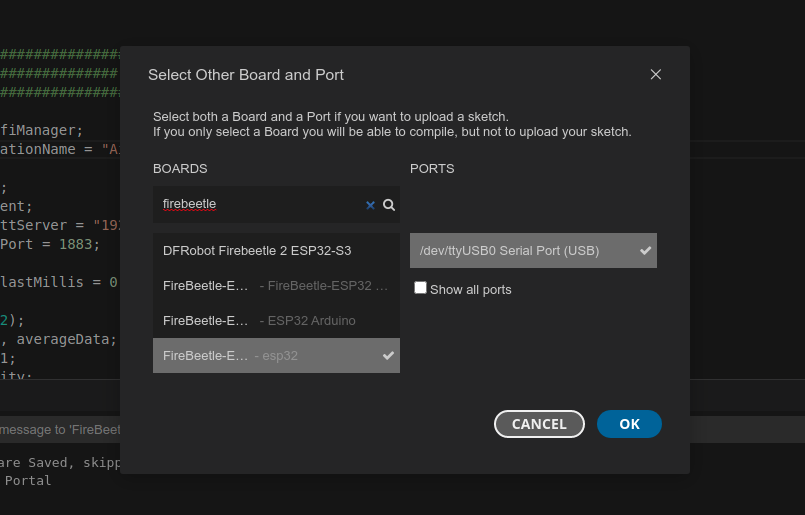 ################
###############
################
Select Other Board and Port
Select both a Board and a Port if you want to upload a sketch.
If you only select a Board you will be able to compile, but not to upload your sketch.
fiManager;
ationName = "A
BOARDS
PORTS
;
ent;
firebeetle
ttServer = "192
Port = 1883;
DFRobot Firebeetle 2 ESP32-S3
/dev/ttyUSB0 Serial Port (USB)
lastMillis = 0
FireBeetle-E… - FireBeetle-ESP32 …
Show all ports
2);
FireBeetle-E… - ESP32 Arduino
, averageData;
1;
FireBeetle-E… - esp32
ity;
CANCEL
OK
message to 'FireBeet
are Saved, skipp
Portal